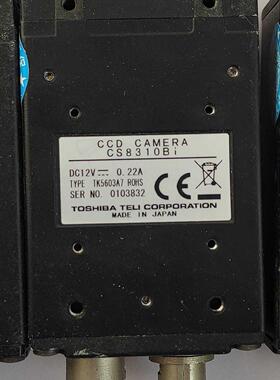 CCD CAMERA
CS8310Bi
DC12V⎓ 0.22A
TYPE TK5603A7 ROHS
SER NO. 0103832
CE
TOSHIBA TELI CORPORATION
MADE IN JAPAN